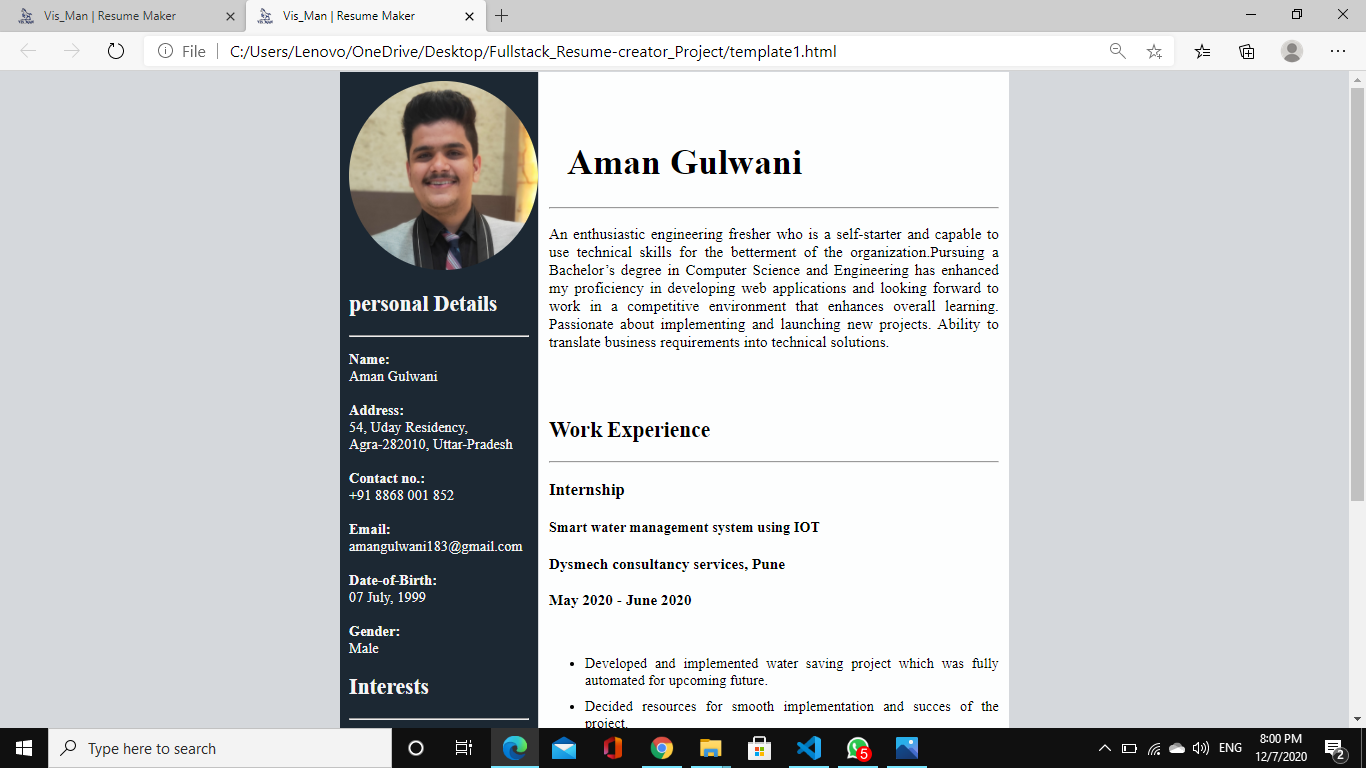 Vis_Man | Resume Maker
Vis_Man | Resume Maker
File
C:/Users/Lenovo/OneDrive/Desktop/Fullstack_Resume-creator_Project/template1.html
personal Details
Name:
Aman Gulwani
Address:
54, Uday Residency,
Agra-282010, Uttar-Pradesh
Contact no.:
+91 8868 001 852
Email:
amangulwani183@gmail.com
Date-of-Birth:
07 July, 1999
Gender:
Male
Interests
Aman Gulwani
An enthusiastic engineering fresher who is a self-starter and capable to
use technical skills for the betterment of the organization.Pursuing a
Bachelor’s degree in Computer Science and Engineering has enhanced
my proficiency in developing web applications and looking forward to
work in a competitive environment that enhances overall learning.
Passionate about implementing and launching new projects. Ability to
translate business requirements into technical solutions.
Work Experience
Internship
Smart water management system using IOT
Dysmech consultancy services, Pune
May 2020 - June 2020
• Developed and implemented water saving project which was fully
automated for upcoming future.
• Decided resources for smooth implementation and succes of the
project.
Type here to search
5
ENG
8:00 PM
12/7/2020
2